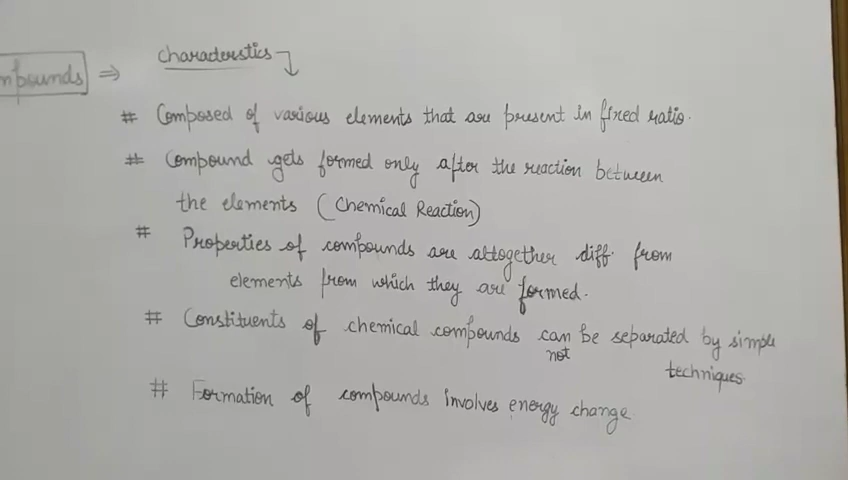 mpounds ⇒ characterstics
# Composed of various elements that are present in fixed ratio.
# Compound gets formed only after the reaction between
the elements (Chemical Reaction)
# Properties of compounds are altogether diff. from
elements from which they are formed.
# Constituents of chemical compounds can be separated by simple
not
techniques.
# Formation of compounds involves energy change